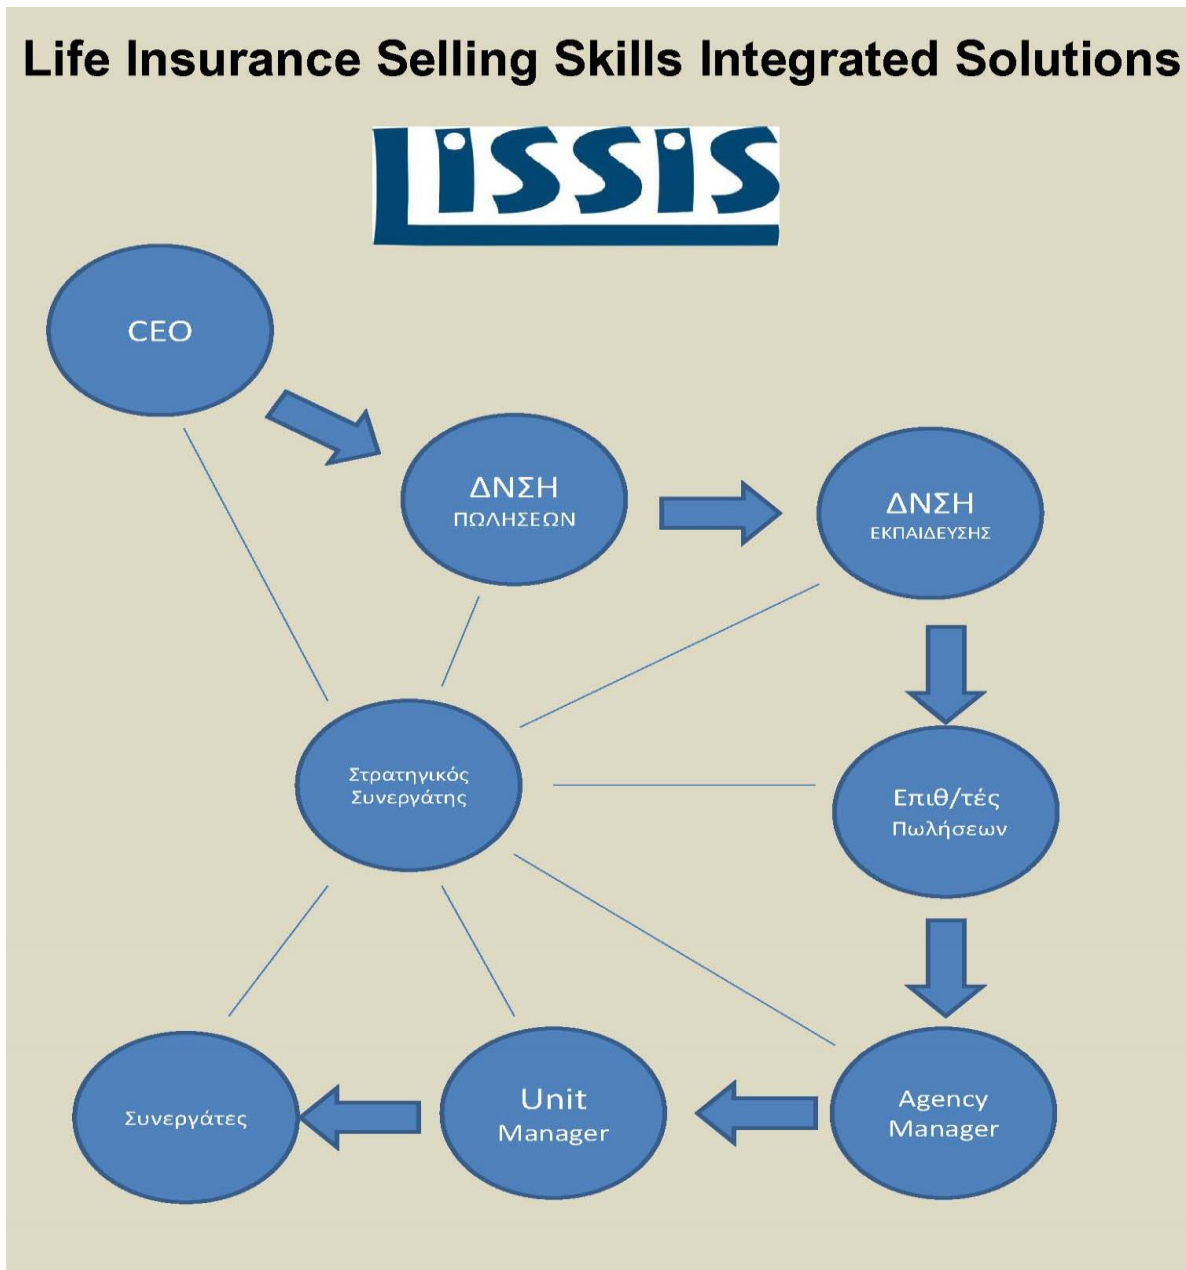 Life Insurance Selling Skills Integrated Solutions
LiSSiS
CEO
ΔΝΣΗ
ΠΩΛΗΣΕΩΝ
ΔΝΣΗ
ΕΚΠΑΙΔΕΥΣΗΣ
Στρατηγικός
Συνεργάτης
Επιθ/τές
Πωλήσεων
Agency
Manager
Unit
Manager
Συνεργάτες